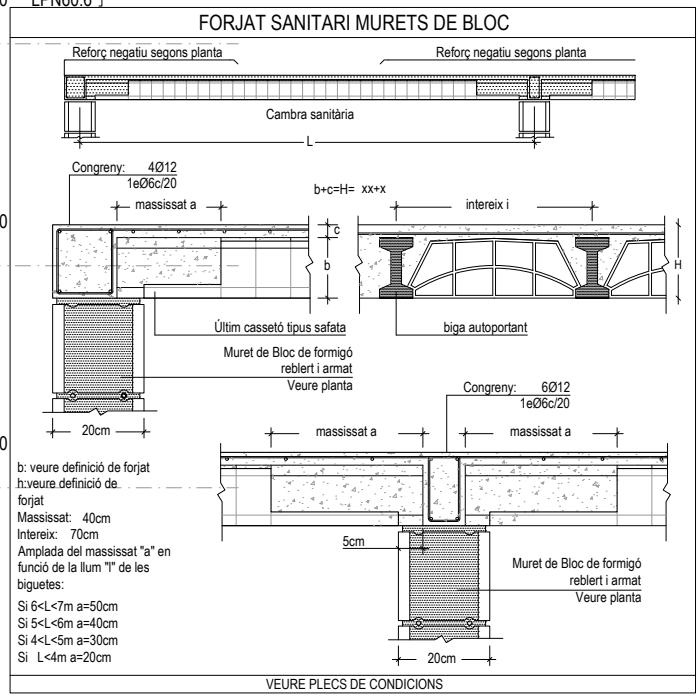 0 LPN60.6
FORJAT SANITARI MURETS DE BLOC
Reforç negatiu segons planta
Reforç negatiu segons planta
Cambra sanitària
L
Congreny: 4Ø12
1eØ6c/20
massissat a
b+c=H= xx+x
intereix i
0
c
b
H
Últim cassetó tipus safata
biga autoportant
Muret de Bloc de formigó
reblert i armat
Veure planta
Congreny: 6Ø12
1eØ6c/20
20cm
massissat a
massissat a
0
b: veure definició de forjat
h:veure definició de
forjat
Massissat: 40cm
Intereix: 70cm
Amplada del massissat "a" en
funció de la llum "l" de les
biguetes:
Si 6<L<7m a=50cm
Si 5<L<6m a=40cm
Si 4<L<5m a=30cm
Si L<4m a=20cm
5cm
Muret de Bloc de formigó
reblert i armat
Veure planta
20cm
VEURE PLECS DE CONDICIONS